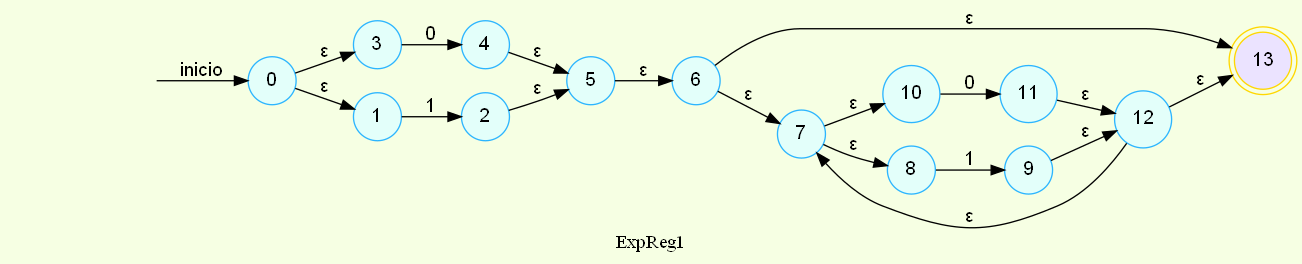 ε
3 0 4 ε ε 13
inicio 0 ε ε 5 ε 6 10 0 11 ε
ε 1 1 2 ε ε 7 ε ε 12
ε 8 1 9 ε
ε
ExpReg1